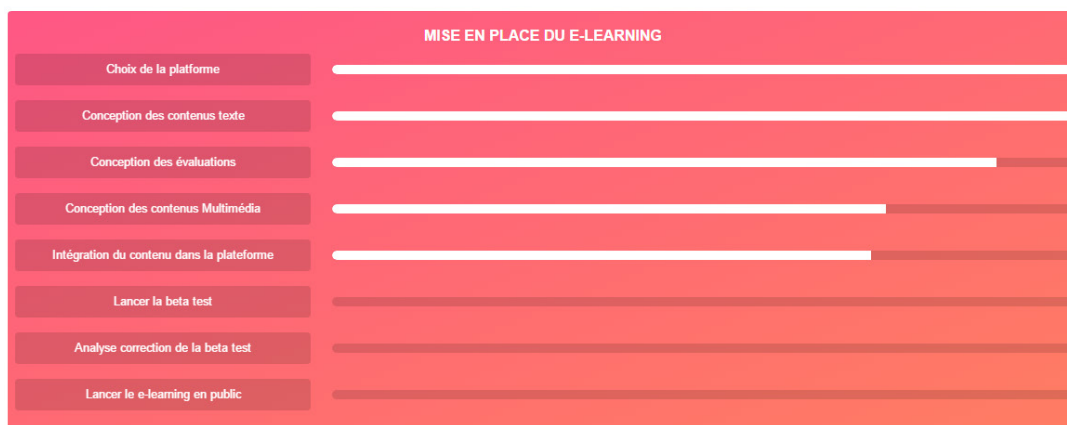 MISE EN PLACE DU E-LEARNING
Choix de la platforme
Conception des contenus texte
Conception des évaluations
Conception des contenus Multimédia
Intégration du contenu dans la plateforme
Lancer la beta test
Analyse correction de la beta test
Lancer le e-learning en public